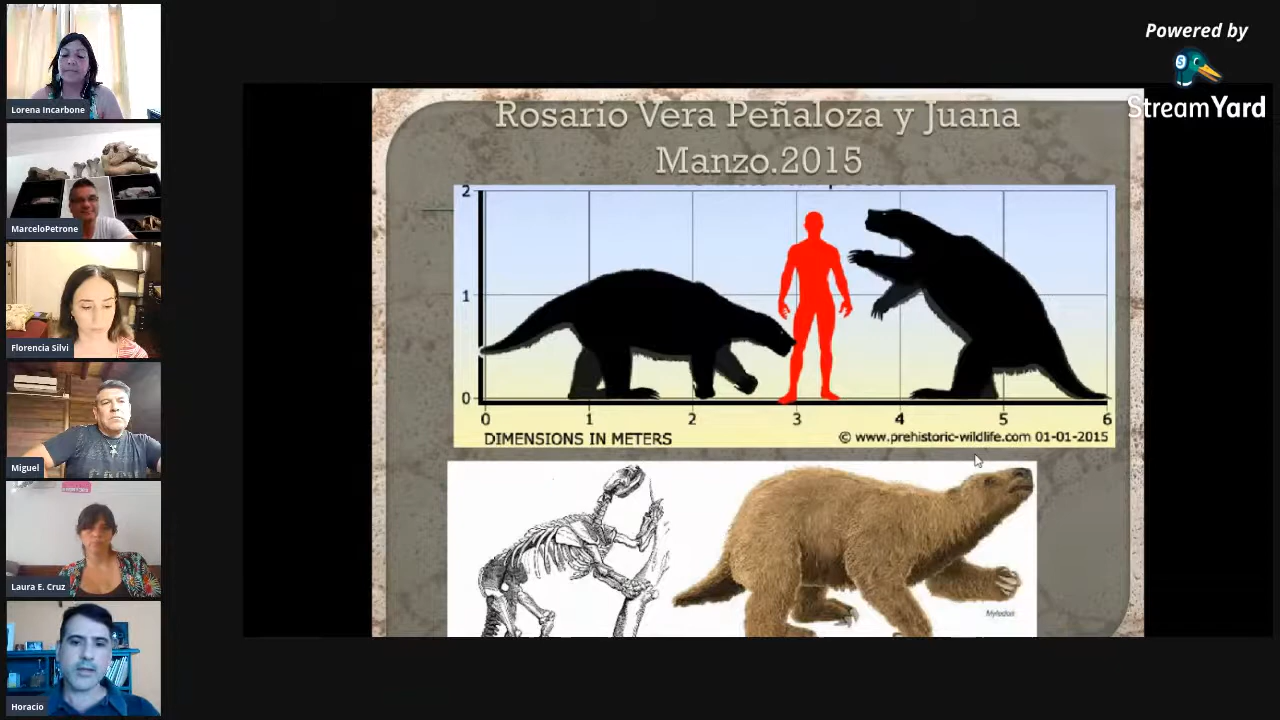 Powered by
StreamYard
Lorena Incarbone
MarceloPetrone
Florencia Silvi
Miguel
Laura E. Cruz
Horacio
Rosario Vera Peñaloza y Juana
Manzo.2015
2
1
0
0 1 2 3 4 5 6
DIMENSIONS IN METERS
© www.prehistoric-wildlife.com 01-01-2015
Mylodon